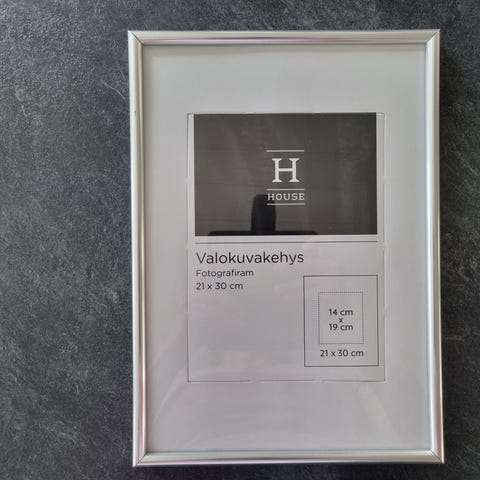 H
HOUSE
Valokuvakehys
Fotografiram
21 x 30 cm
14 cm
x
19 cm
21 x 30 cm